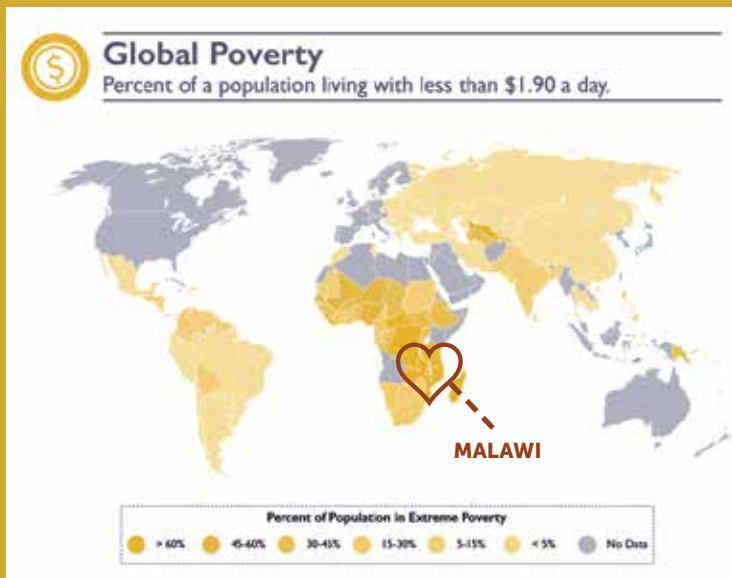 $
Global Poverty
Percent of a population living with less than $1.90 a day.
MALAWI
Percent of Population in Extreme Poverty
> 60% 45-60% 30-45% 15-30% 5-15% < 5% No Data